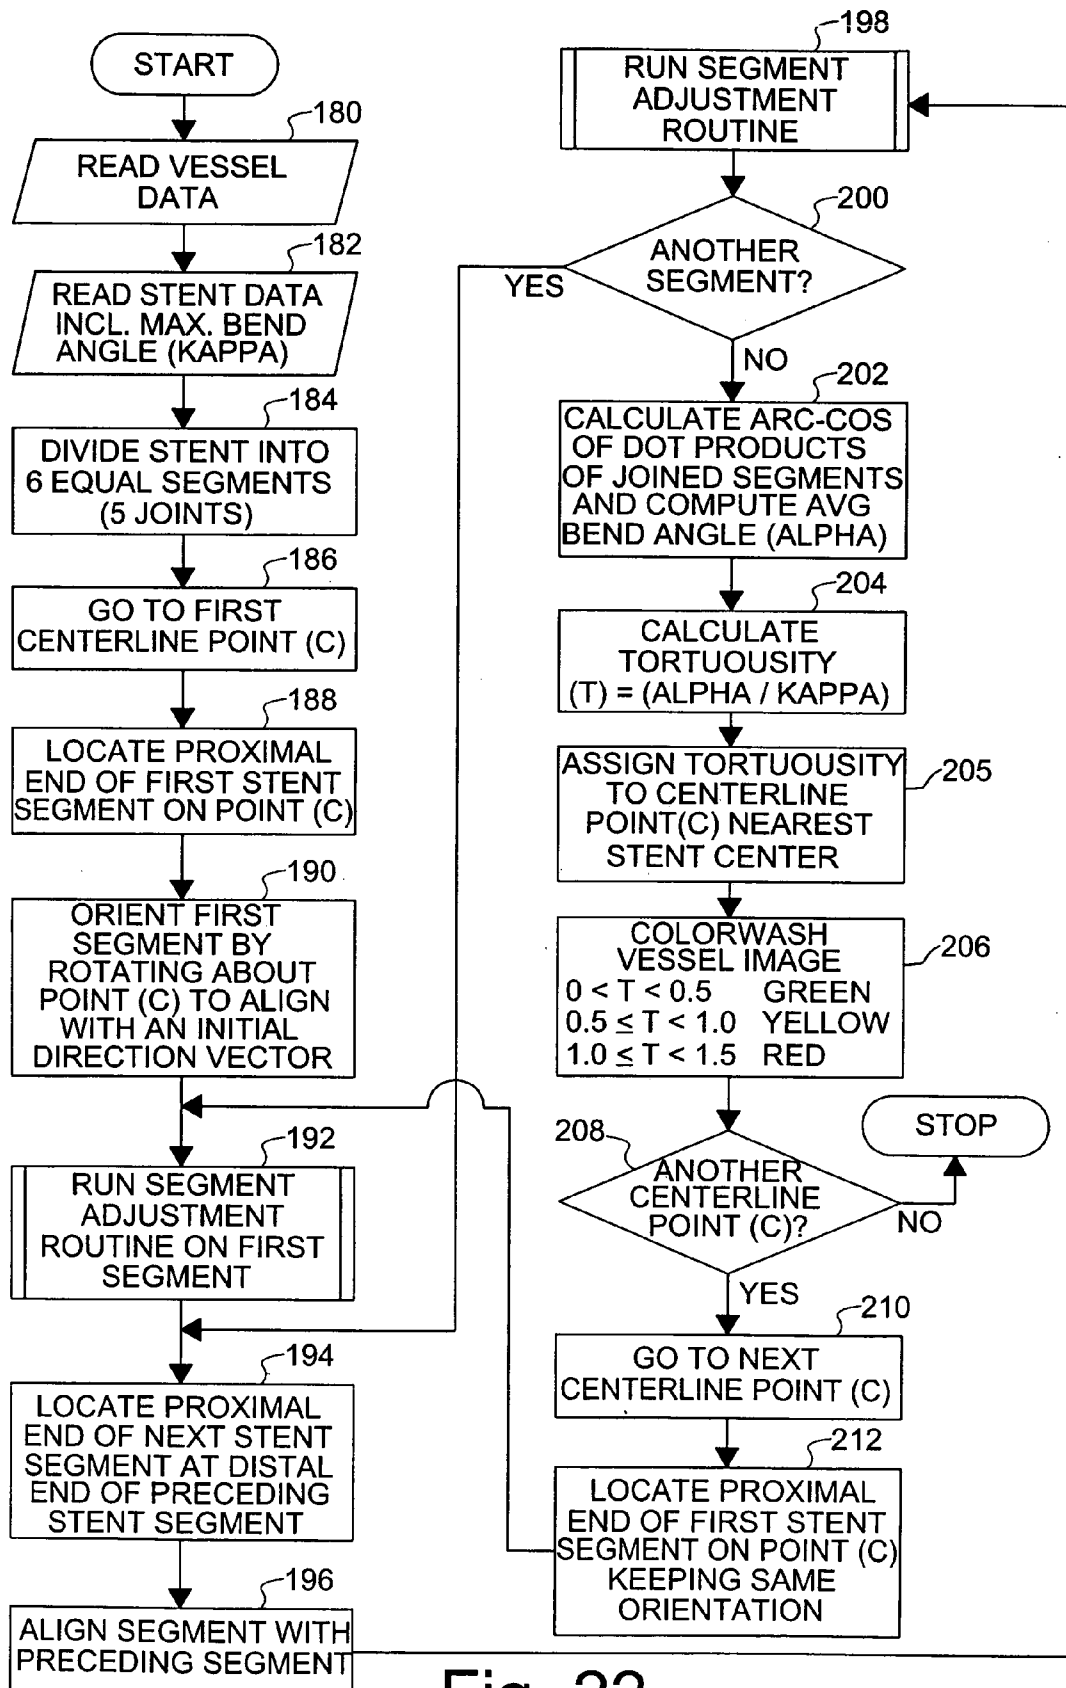 START
180
READ VESSEL
DATA
182
READ STENT DATA
INCL. MAX. BEND
ANGLE (KAPPA)
184
DIVIDE STENT INTO
6 EQUAL SEGMENTS
(5 JOINTS)
186
GO TO FIRST
CENTERLINE POINT (C)
188
LOCATE PROXIMAL
END OF FIRST STENT
SEGMENT ON POINT (C)
190
ORIENT FIRST
SEGMENT BY
ROTATING ABOUT
POINT (C) TO ALIGN
WITH AN INITIAL
DIRECTION VECTOR
192
RUN SEGMENT
ADJUSTMENT
ROUTINE ON FIRST
SEGMENT
194
LOCATE PROXIMAL
END OF NEXT STENT
SEGMENT AT DISTAL
END OF PRECEDING
STENT SEGMENT
196
ALIGN SEGMENT WITH
PRECEDING SEGMENT
198
RUN SEGMENT
ADJUSTMENT
ROUTINE
200
ANOTHER
SEGMENT?
YES
NO
202
CALCULATE ARC-COS
OF DOT PRODUCTS
OF JOINED SEGMENTS
AND COMPUTE AVG
BEND ANGLE (ALPHA)
204
CALCULATE
TORTUOUSITY
(T) = (ALPHA / KAPPA)
205
ASSIGN TORTUOUSITY
TO CENTERLINE
POINT(C) NEAREST
STENT CENTER
206
COLORWASH
VESSEL IMAGE
0 < T < 0.5 GREEN
0.5 ≤ T < 1.0 YELLOW
1.0 ≤ T < 1.5 RED
208
ANOTHER
CENTERLINE
POINT (C)?
NO
STOP
YES
210
GO TO NEXT
CENTERLINE POINT (C)
212
LOCATE PROXIMAL
END OF FIRST STENT
SEGMENT ON POINT (C)
KEEPING SAME
ORIENTATION
Fig. 22